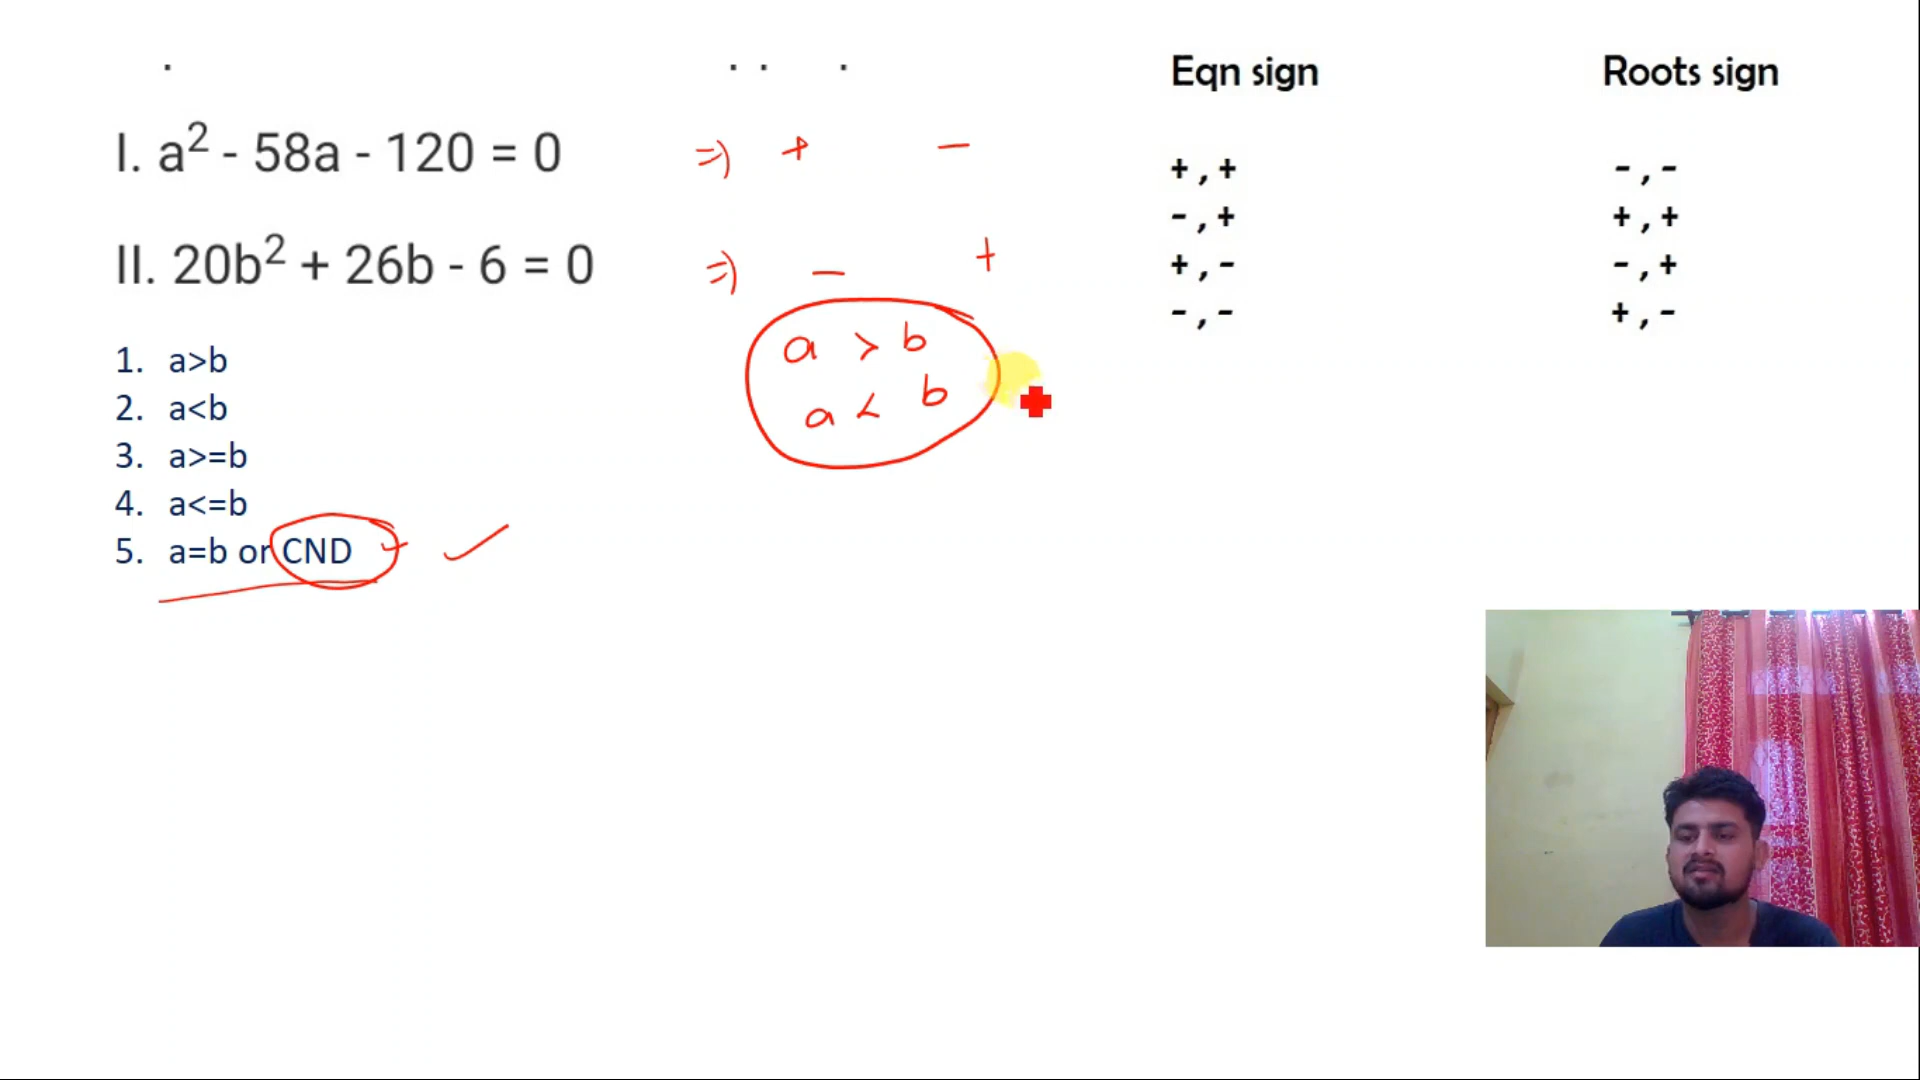 I. a² - 58a - 120 = 0 => + -
II. 20b² + 26b - 6 = 0 => - +
a > b
a < b
1. a>b
2. a<b
3. a>=b
4. a<=b
5. a=b or CND
Eqn sign Roots sign
+ , + - , -
- , + + , +
+ , - - , +
- , - + , -